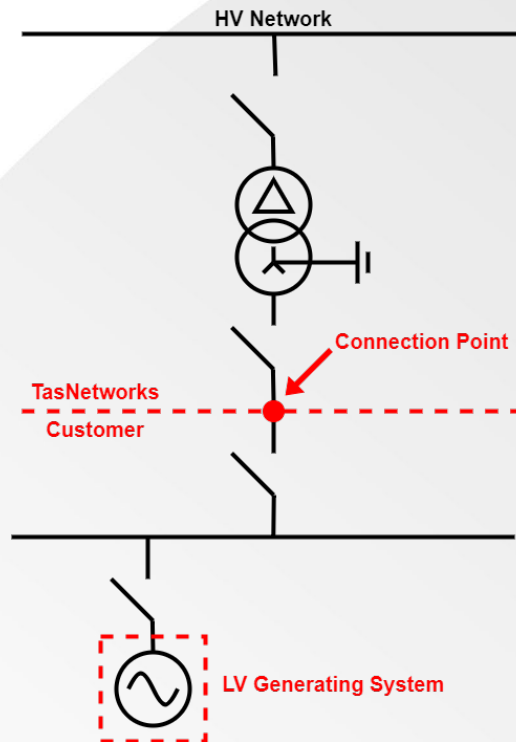 HV Network
Connection Point
TasNetworks
Customer
LV Generating System